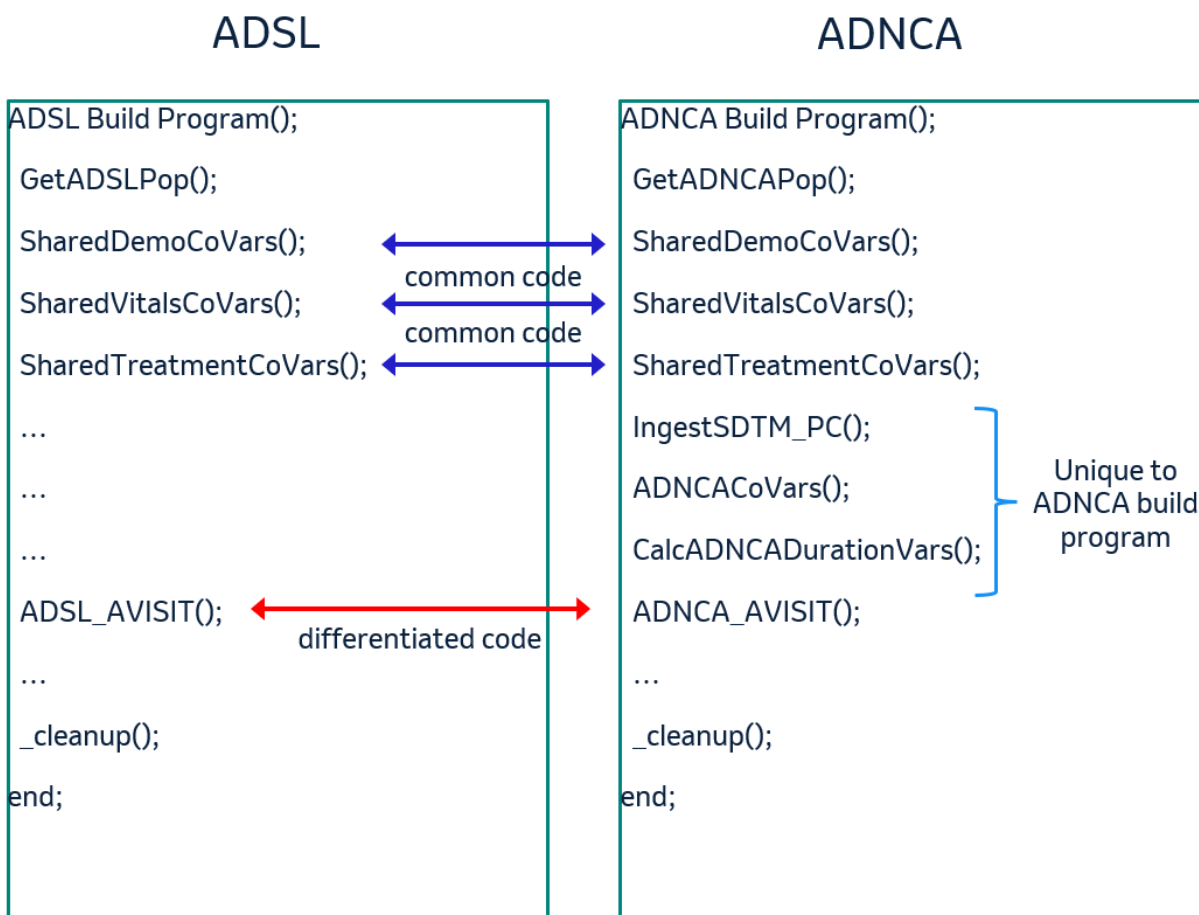 ADSL
ADSL Build Program();
GetADSLPop();
SharedDemoCoVars();
SharedVitalsCoVars();
SharedTreatmentCoVars();
...
...
...
ADSL_AVISIT();
...
_cleanup();
end;
common code
common code
differentiated code
ADNCA
ADNCA Build Program();
GetADNCAPop();
SharedDemoCoVars();
SharedVitalsCoVars();
SharedTreatmentCoVars();
IngestSDTM_PC();
ADNCACoVars();
CalcADNCADurationVars();
ADNCA_AVISIT();
...
_cleanup();
end;
Unique to
ADNCA build
program